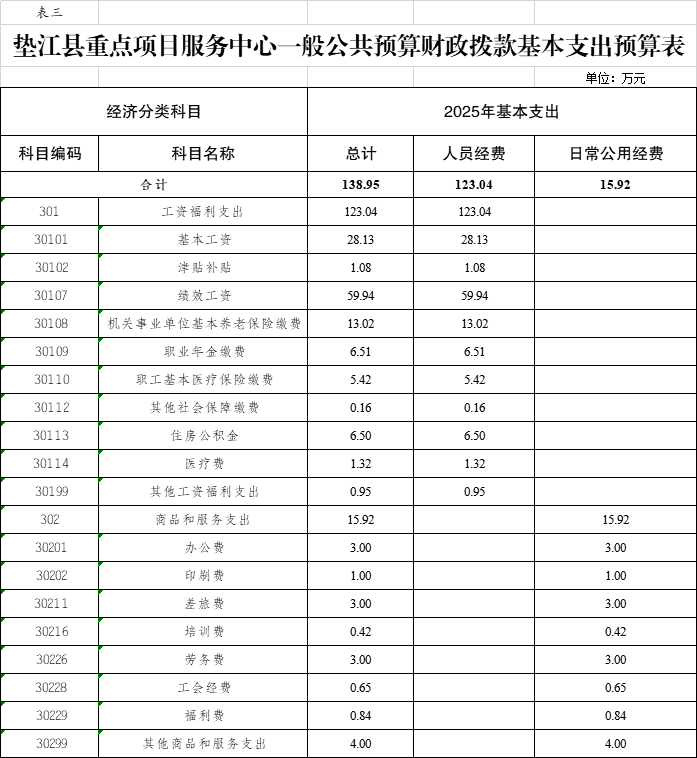 表三
垫江县重点项目服务中心一般公共预算财政拨款基本支出预算表
单位：万元
经济分类科目 2025年基本支出
科目编码 科目名称 总计 人员经费 日常公用经费
合计 138.95 123.04 15.92
301 工资福利支出 123.04 123.04
30101 基本工资 28.13 28.13
30102 津贴补贴 1.08 1.08
30107 绩效工资 59.94 59.94
30108 机关事业单位基本养老保险缴费 13.02 13.02
30109 职业年金缴费 6.51 6.51
30110 职工基本医疗保险缴费 5.42 5.42
30112 其他社会保障缴费 0.16 0.16
30113 住房公积金 6.50 6.50
30114 医疗费 1.32 1.32
30199 其他工资福利支出 0.95 0.95
302 商品和服务支出 15.92 15.92
30201 办公费 3.00 3.00
30202 印刷费 1.00 1.00
30211 差旅费 3.00 3.00
30216 培训费 0.42 0.42
30226 劳务费 3.00 3.00
30228 工会经费 0.65 0.65
30229 福利费 0.84 0.84
30299 其他商品和服务支出 4.00 4.00